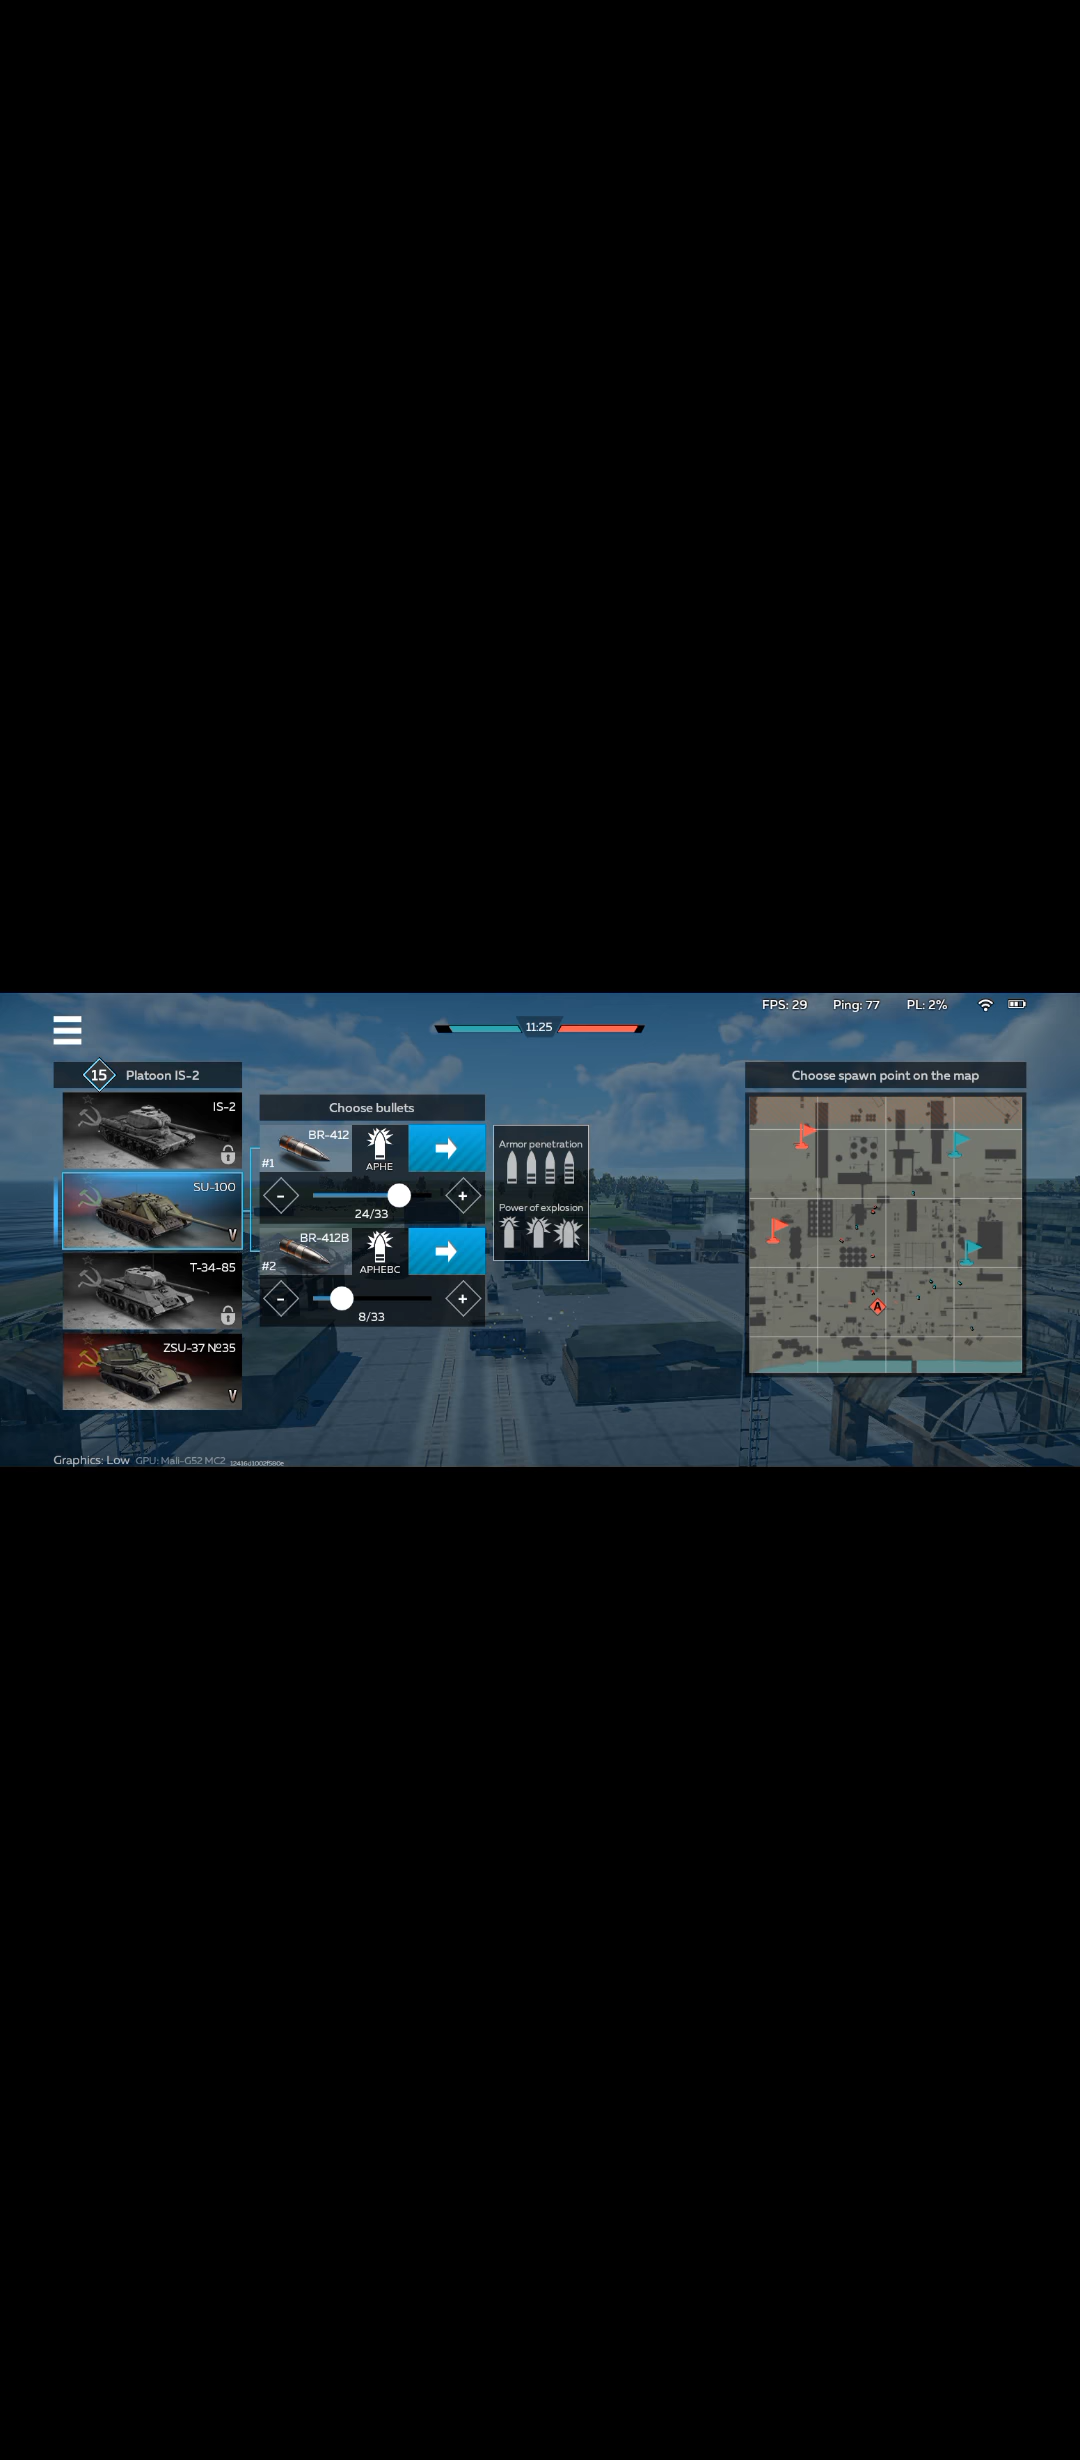 FPS: 29 Ping: 77 PL: 2%
11:25
15 Platoon IS-2
IS-2
SU-100
V
T-34-85
ZSU-37 №35
V
Choose bullets
BR-412
#1
APHE
- +
24/33
BR-412B
#2
APHEBC
- +
8/33
Armor penetration
Power of explosion
Choose spawn point on the map
A
Graphics: Low GPU: Mali-G52 MC2